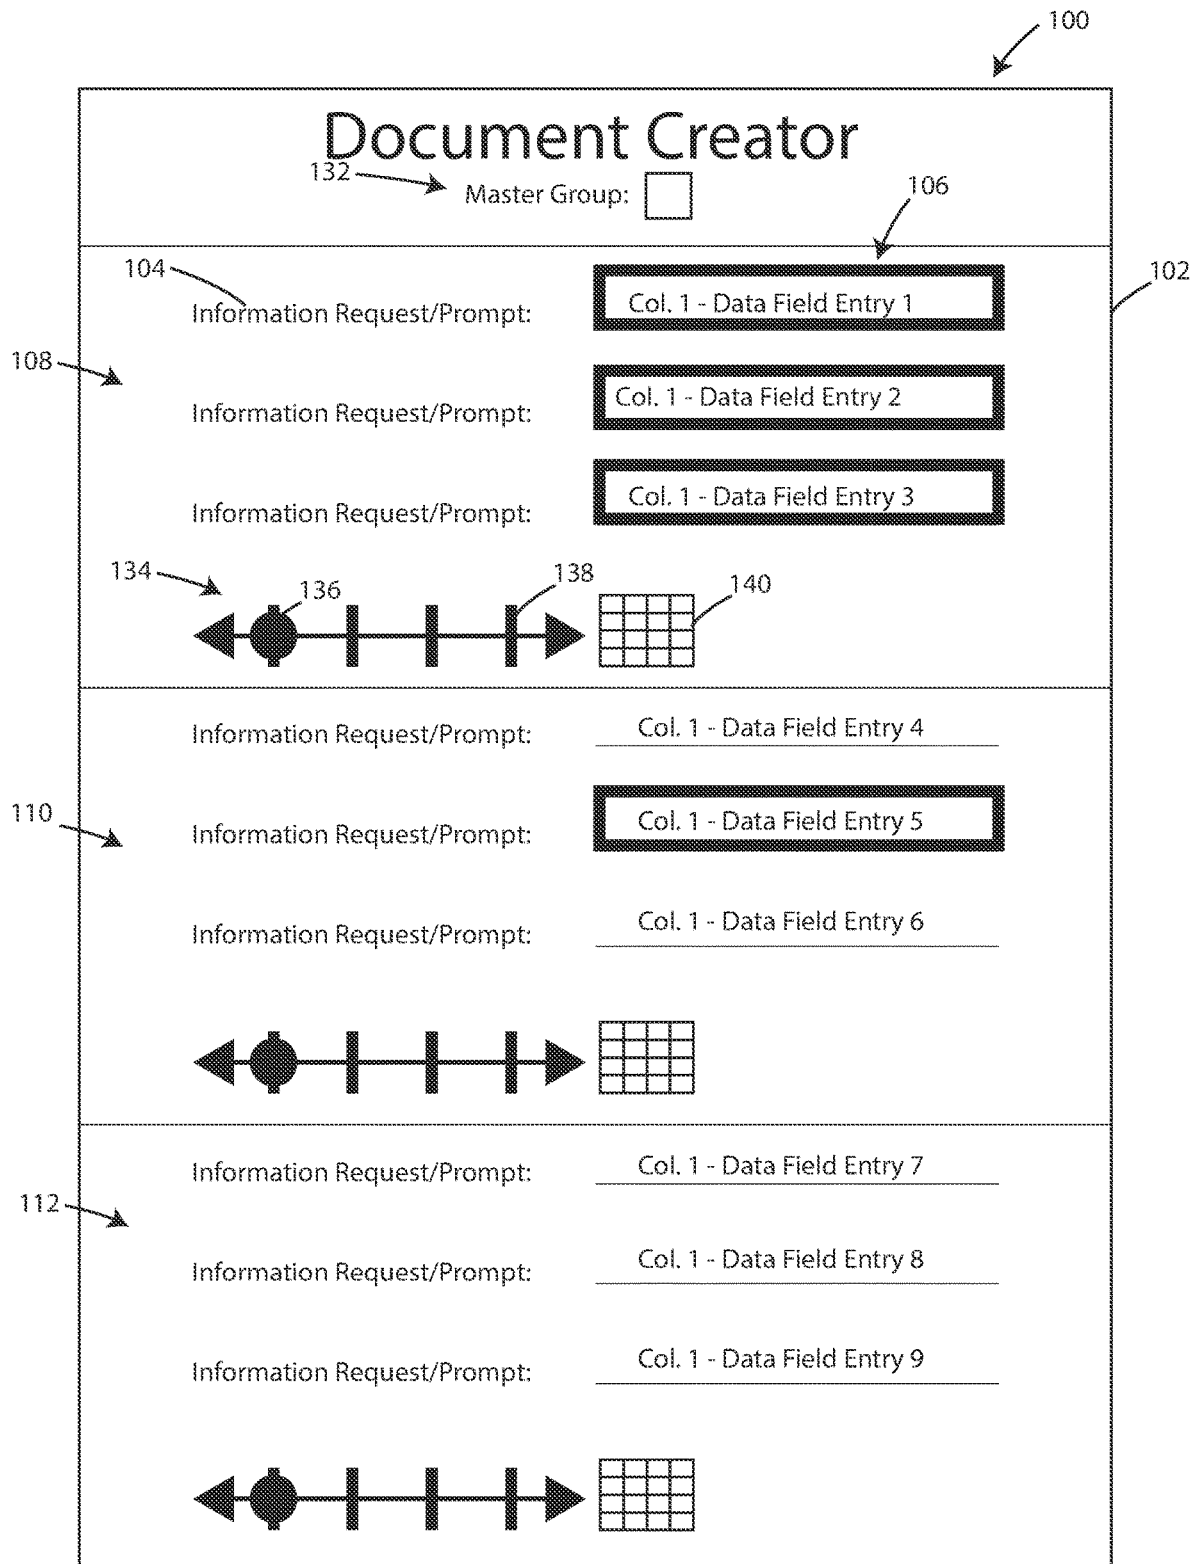 100
Document Creator
132
Master Group:
106
104
102
Information Request/Prompt: Col. 1 - Data Field Entry 1
108
Information Request/Prompt: Col. 1 - Data Field Entry 2
Information Request/Prompt: Col. 1 - Data Field Entry 3
134
136
138
140
Information Request/Prompt: Col. 1 - Data Field Entry 4
110
Information Request/Prompt: Col. 1 - Data Field Entry 5
Information Request/Prompt: Col. 1 - Data Field Entry 6
Information Request/Prompt: Col. 1 - Data Field Entry 7
112
Information Request/Prompt: Col. 1 - Data Field Entry 8
Information Request/Prompt: Col. 1 - Data Field Entry 9